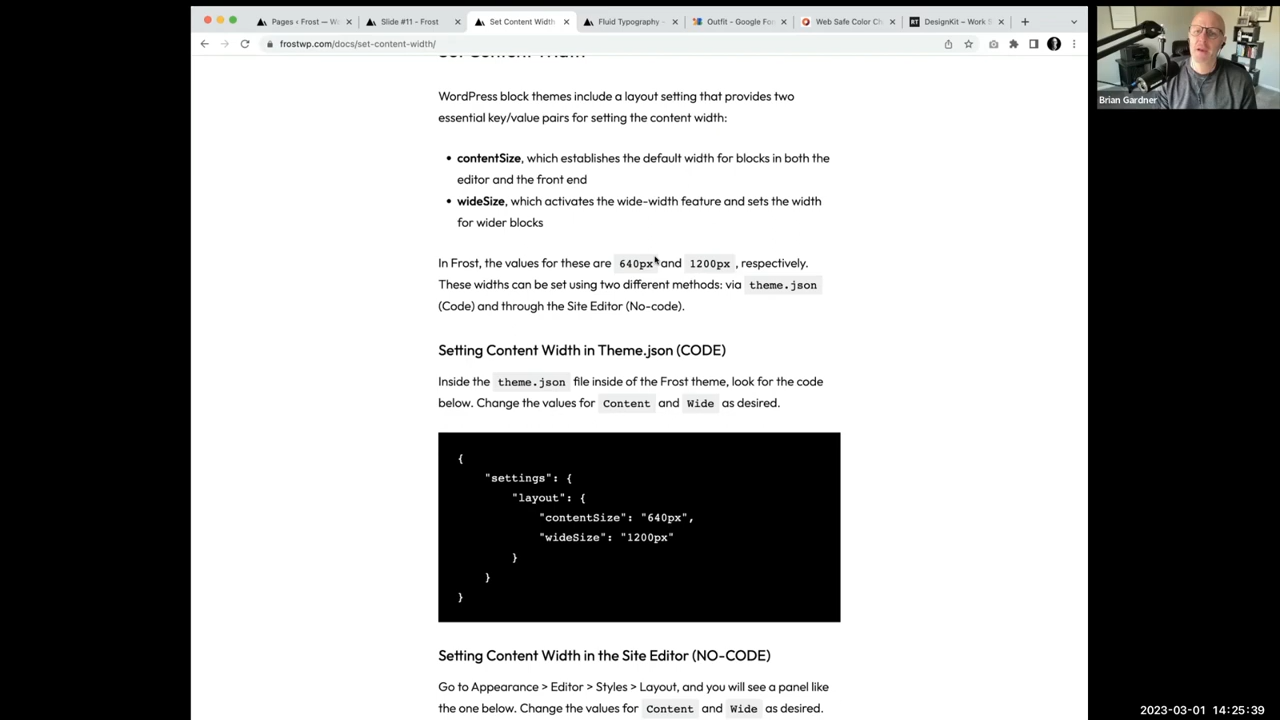 Pages ‹ Frost — Wo
Slide #11 - Frost
Set Content Width
Fluid Typography -
Outfit - Google Fon
Web Safe Color Ch
DesignKit – Work S
frostwp.com/docs/set-content-width/
WordPress block themes include a layout setting that provides two
essential key/value pairs for setting the content width:
• contentSize, which establishes the default width for blocks in both the
editor and the front end
• wideSize, which activates the wide-width feature and sets the width
for wider blocks
In Frost, the values for these are 640px and 1200px, respectively.
These widths can be set using two different methods: via theme.json
(Code) and through the Site Editor (No-code).
Setting Content Width in Theme.json (CODE)
Inside the theme.json file inside of the Frost theme, look for the code
below. Change the values for Content and Wide as desired.
{
"settings": {
"layout": {
"contentSize": "640px",
"wideSize": "1200px"
}
}
}
Setting Content Width in the Site Editor (NO-CODE)
Go to Appearance > Editor > Styles > Layout, and you will see a panel like
the one below. Change the values for Content and Wide as desired.
Brian Gardner
2023-03-01 14:25:39